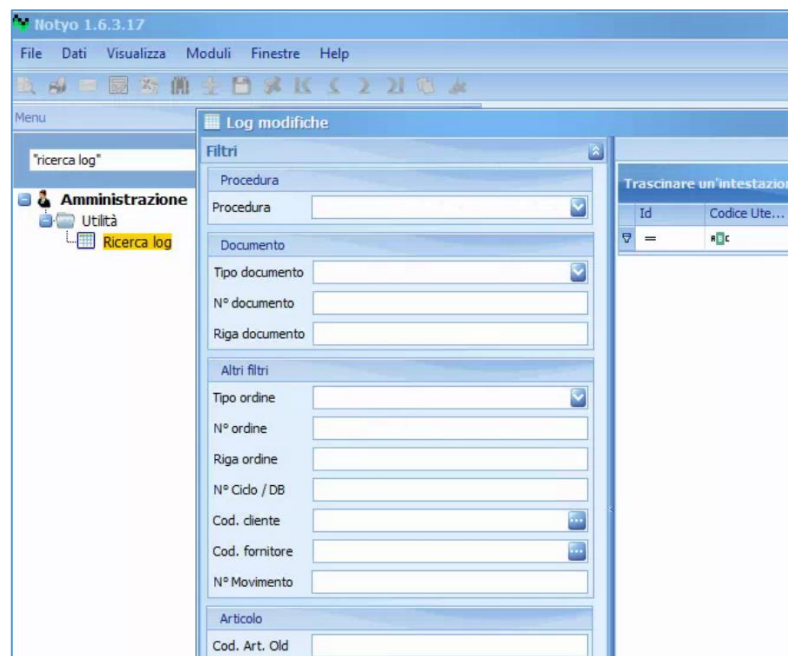 Notyo 1.6.3.17
File Dati Visualizza Moduli Finestre Help
Menu
"ricerca log"
Amministrazione
Utilità
Ricerca log
Log modifiche
Filtri
Procedura
Procedura
Documento
Tipo documento
N° documento
Riga documento
Altri filtri
Tipo ordine
N° ordine
Riga ordine
N° Ciclo / DB
Cod. cliente
Cod. fornitore
N° Movimento
Articolo
Cod. Art. Old
Trascinare un'intestazio
Id Codice Ute...
=